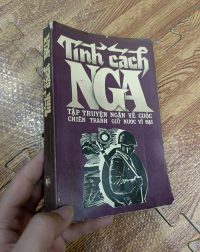 Tính cách
NGA
TẬP TRUYỆN NGẮN VỀ CUỘC
CHIẾN TRANH GIỮ NƯỚC VĨ ĐẠI